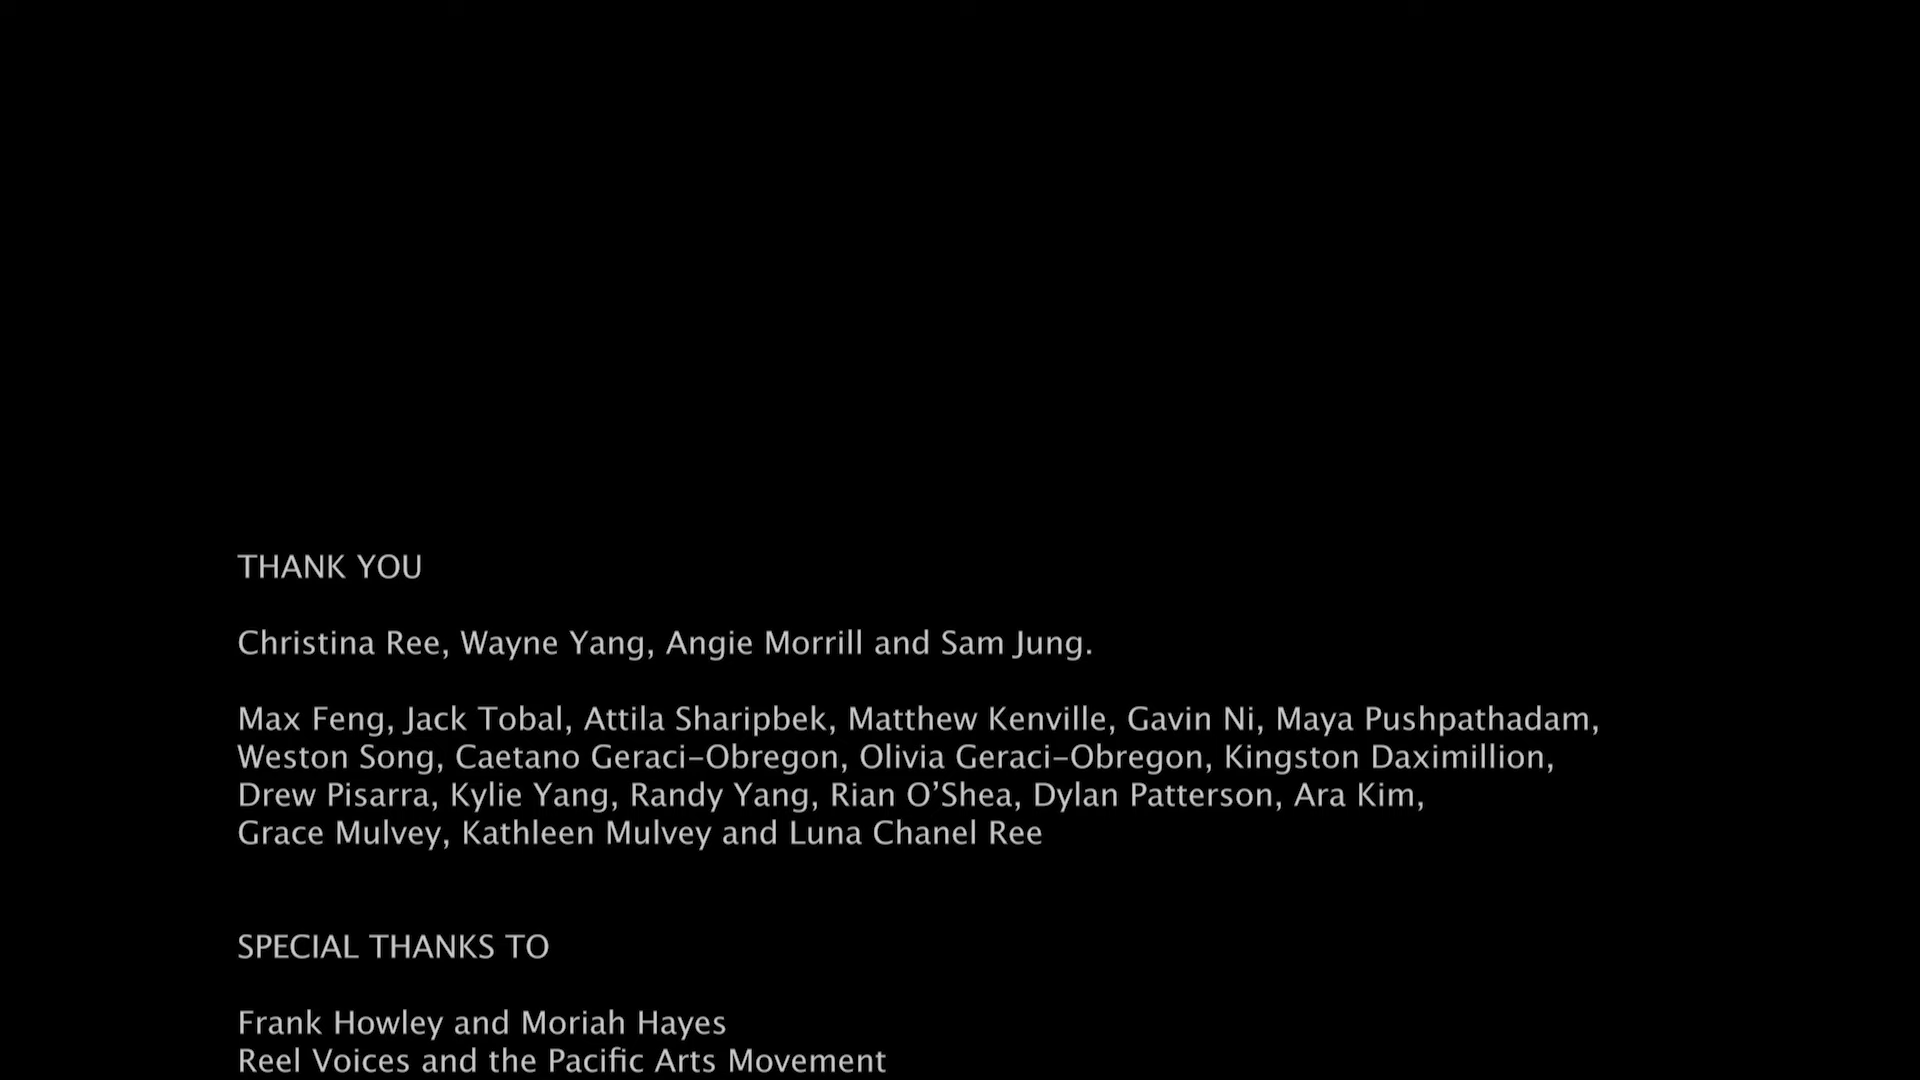 THANK YOU
Christina Ree, Wayne Yang, Angie Morrill and Sam Jung.
Max Feng, Jack Tobal, Attila Sharipbek, Matthew Kenville, Gavin Ni, Maya Pushpathadam,
Weston Song, Caetano Geraci-Obregon, Olivia Geraci-Obregon, Kingston Daximillion,
Drew Pisarra, Kylie Yang, Randy Yang, Rian O’Shea, Dylan Patterson, Ara Kim,
Grace Mulvey, Kathleen Mulvey and Luna Chanel Ree
SPECIAL THANKS TO
Frank Howley and Moriah Hayes
Reel Voices and the Pacific Arts Movement